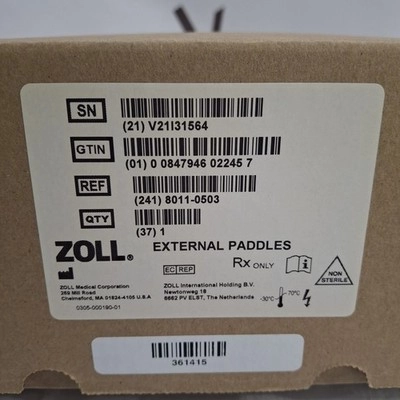 SN
(21) V21I31564
GTIN
(01) 0 0847946 02245 7
REF
(241) 8011-0503
QTY
(37) 1
ZOLL® EXTERNAL PADDLES
EC REP
Rx ONLY
NON STERILE
ZOLL Medical Corporation
269 Mill Road
Chelmsford, MA 01824-4105 U.S.A
ZOLL International Holding B.V.
Newtonweg 18
6662 PV ELST, The Netherlands
-30°C
70°C
0305-000190-01
361415